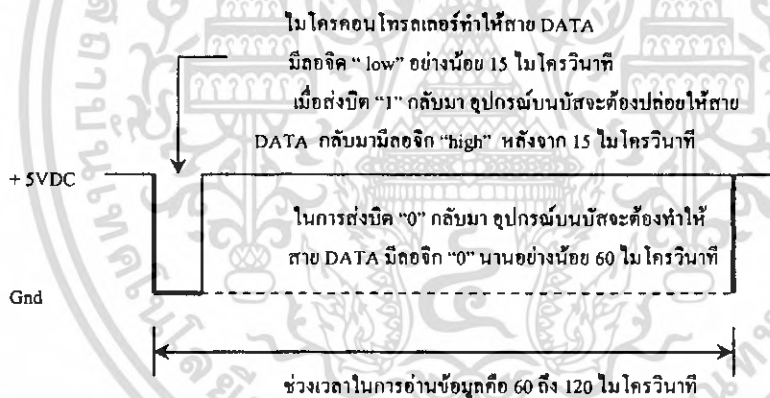 ไมโครคอนโทรลเลอร์ทำให้สาย DATA
มีลอจิค “ low” อย่างน้อย 15 ไมโครวินาที
เมื่อส่งบิต “1” กลับมา อุปกรณ์บนบัสจะต้องปล่อยให้สาย
DATA กลับมามีลอจิก “high” หลังจาก 15 ไมโครวินาที
+ 5VDC
ในการส่งบิต “0” กลับมา อุปกรณ์บนบัสจะต้องทำให้
สาย DATA มีลอจิก “0” นานอย่างน้อย 60 ไมโครวินาที
Gnd
ช่วงเวลาในการอ่านข้อมูลคือ 60 ถึง 120 ไมโครวินาที